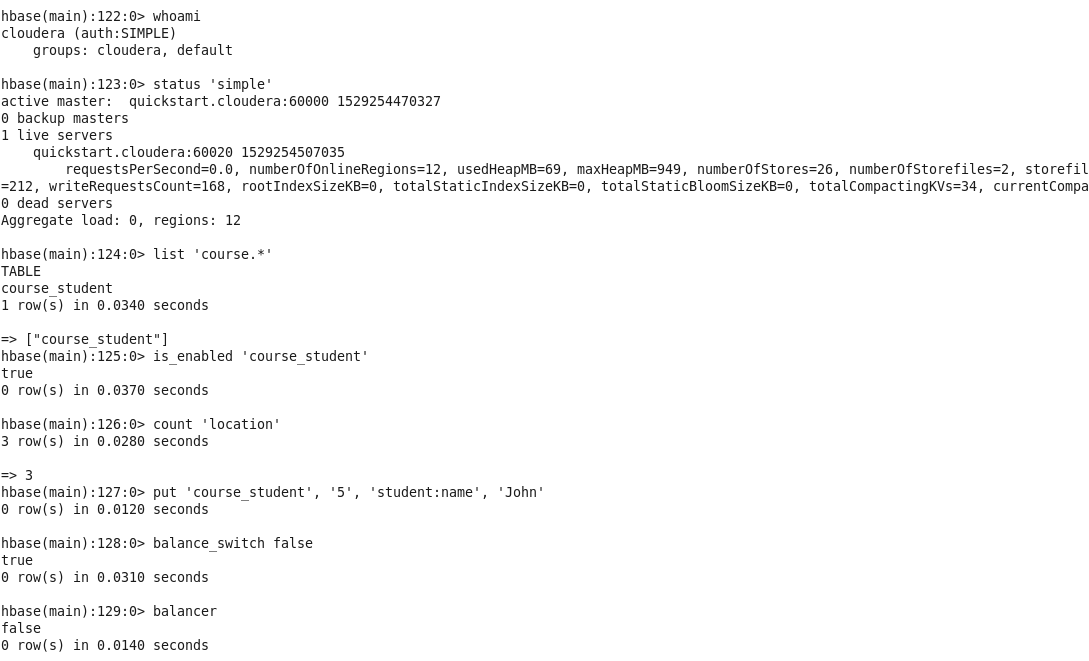 hbase(main):122:0> whoami
cloudera (auth:SIMPLE)
    groups: cloudera, default

hbase(main):123:0> status 'simple'
active master:  quickstart.cloudera:60000 1529254470327
0 backup masters
1 live servers
    quickstart.cloudera:60020 1529254507035
        requestsPerSecond=0.0, numberOfOnlineRegions=12, usedHeapMB=69, maxHeapMB=949, numberOfStores=26, numberOfStorefiles=2, storefil
=212, writeRequestsCount=168, rootIndexSizeKB=0, totalStaticIndexSizeKB=0, totalStaticBloomSizeKB=0, totalCompactingKVs=34, currentCompa
0 dead servers
Aggregate load: 0, regions: 12

hbase(main):124:0> list 'course.*'
TABLE
course_student
1 row(s) in 0.0340 seconds

=> ["course_student"]
hbase(main):125:0> is_enabled 'course_student'
true
0 row(s) in 0.0370 seconds

hbase(main):126:0> count 'location'
3 row(s) in 0.0280 seconds

=> 3
hbase(main):127:0> put 'course_student', '5', 'student:name', 'John'
0 row(s) in 0.0120 seconds

hbase(main):128:0> balance_switch false
true
0 row(s) in 0.0310 seconds

hbase(main):129:0> balancer
false
0 row(s) in 0.0140 seconds